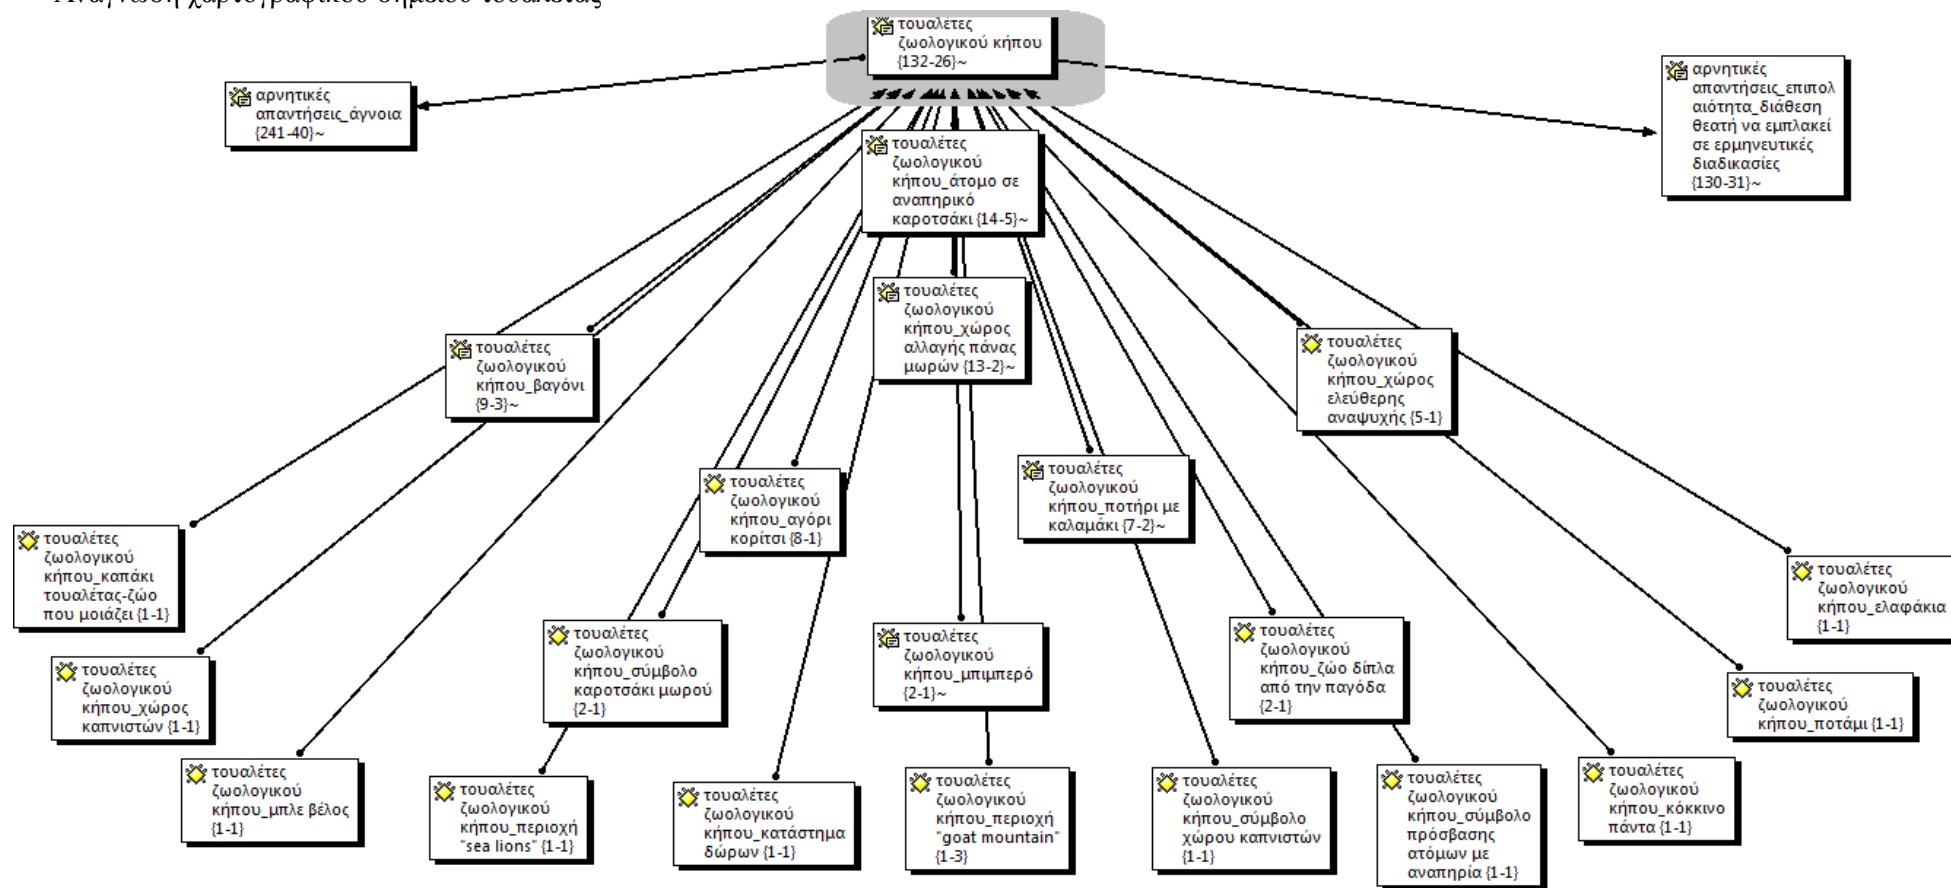 Ανάγνωση χαρτογραφικού σημείου τουαλέτας
τουαλέτες
ζωολογικού κήπου
{132-26}~
αρνητικές
απαντήσεις_άγνοια
{241-40}~
αρνητικές
απαντήσεις_επιπολ
αιότητα_διάθεση
θεατή να εμπλακεί
σε ερμηνευτικές
διαδικασίες
{130-31}~
τουαλέτες
ζωολογικού
κήπου_άτομο σε
αναπηρικό
καροτσάκι {14-5}~
τουαλέτες
ζωολογικού
κήπου_χώρος
αλλαγής πάνας
μωρών {13-2}~
τουαλέτες
ζωολογικού
κήπου_βαγόνι
{9-3}~
τουαλέτες
ζωολογικού
κήπου_χώρος
ελεύθερης
αναψυχής {5-1}
τουαλέτες
ζωολογικού
κήπου_αγόρι
κορίτσι {8-1}
τουαλέτες
ζωολογικού
κήπου_ποτήρι με
καλαμάκι {7-2}~
τουαλέτες
ζωολογικού
κήπου_καπάκι
τουαλέτας-ζώο
που μοιάζει {1-1}
τουαλέτες
ζωολογικού
κήπου_ελαφάκια
{1-1}
τουαλέτες
ζωολογικού
κήπου_χώρος
καπνιστών {1-1}
τουαλέτες
ζωολογικού
κήπου_σύμβολο
καροτσάκι μωρού
{2-1}
τουαλέτες
ζωολογικού
κήπου_μπιμπερό
{2-1}~
τουαλέτες
ζωολογικού
κήπου_ζώο δίπλα
από την παγόδα
{2-1}
τουαλέτες
ζωολογικού
κήπου_ποτάμι {1-1}
τουαλέτες
ζωολογικού
κήπου_μπλε βέλος
{1-1}
τουαλέτες
ζωολογικού
κήπου_περιοχή
"sea lions" {1-1}
τουαλέτες
ζωολογικού
κήπου_κατάστημα
δώρων {1-1}
τουαλέτες
ζωολογικού
κήπου_περιοχή
"goat mountain"
{1-3}
τουαλέτες
ζωολογικού
κήπου_σύμβολο
χώρου καπνιστών
{1-1}
τουαλέτες
ζωολογικού
κήπου_σύμβολο
πρόσβασης
ατόμων με
αναπηρία {1-1}
τουαλέτες
ζωολογικού
κήπου_κόκκινο
πάντα {1-1}